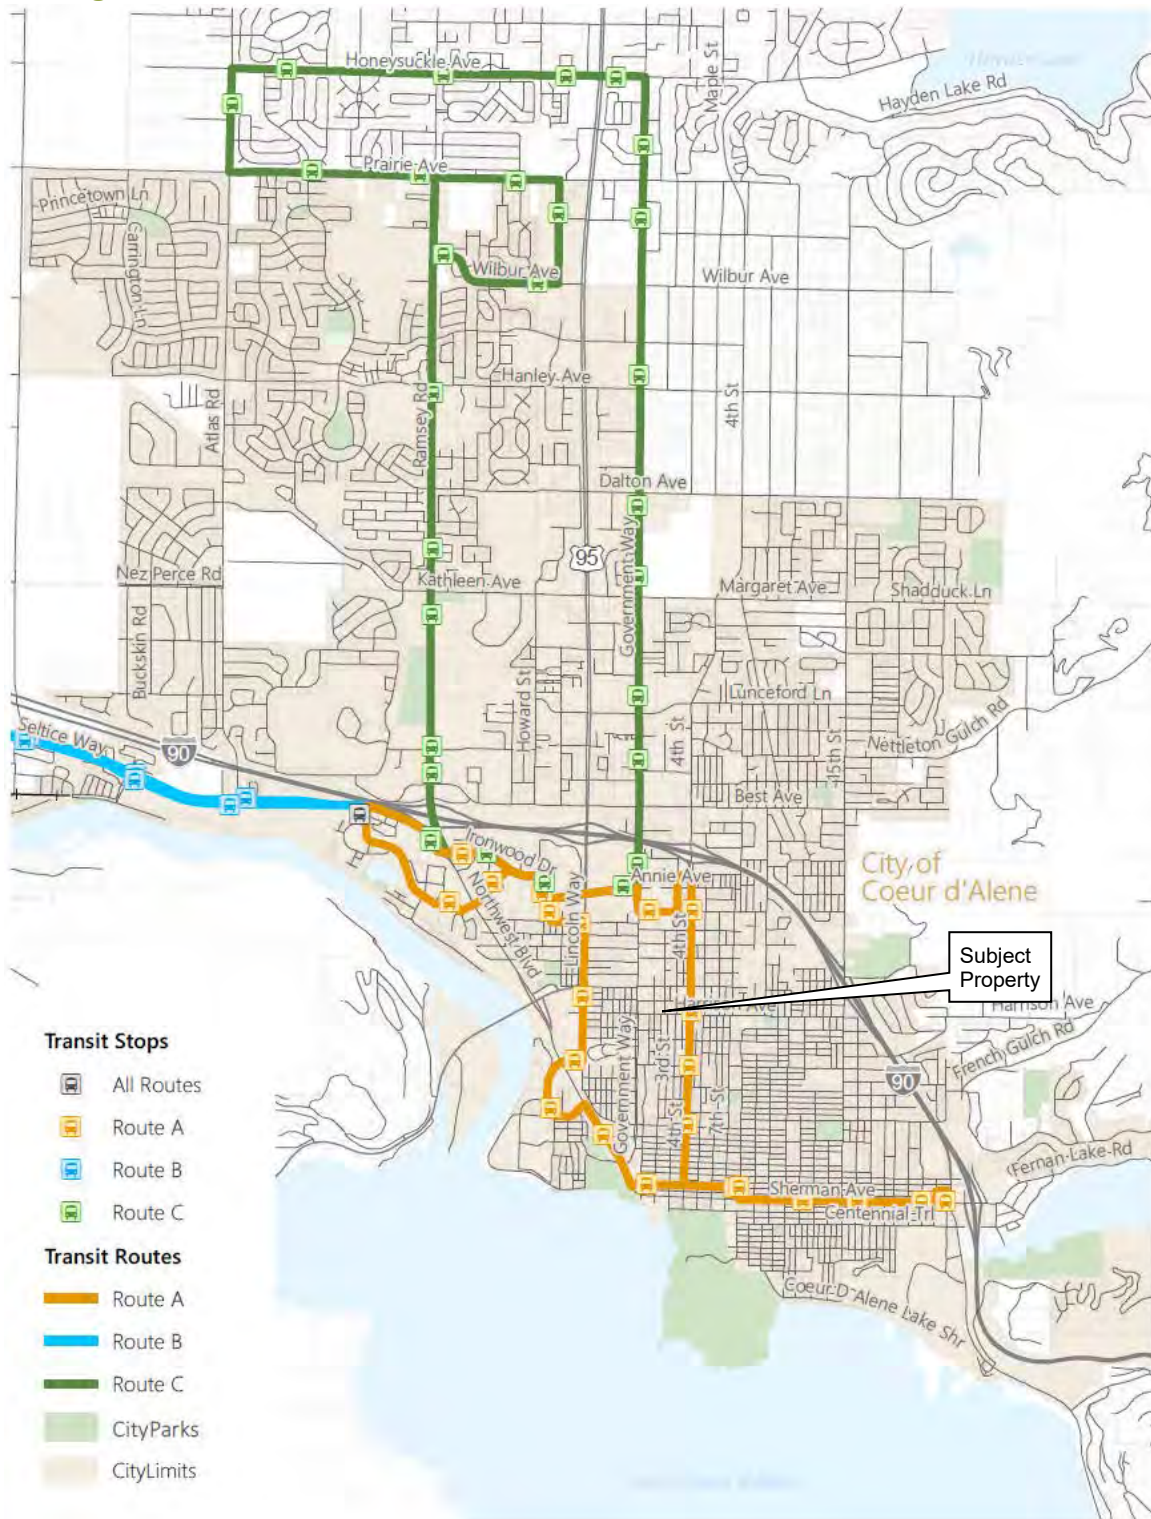 Honeysuckle Ave
Maple St
Hayden Lake Rd
Prairie Ave
Princetown Ln
Carrington Ln
Wilbur Ave
Wilbur Ave
Hanley Ave
Atlas Rd
Ramsey Rd
4th St
Dalton Ave
95
Government Way
Nez Perce Rd
Kathleen Ave
Margaret Ave
Shadduck Ln
Buckskin Rd
Howard St
Lunceford Ln
Nettleton Gulch Rd
4th St
15th St
Seltice Way
90
Best Ave
Ironwood Dr
Annie Ave
City of
Coeur d'Alene
Northwest Blvd
Lincoln Way
4th St
Subject
Property
Harrison Ave
Harrison Ave
French Gulch Rd
Government Way
3rd St
90
4th St
7th St
Fernan Lake Rd
Sherman Ave
Centennial Trl
Coeur D Alene Lake Shr
Transit Stops
All Routes
Route A
Route B
Route C
Transit Routes
Route A
Route B
Route C
CityParks
CityLimits